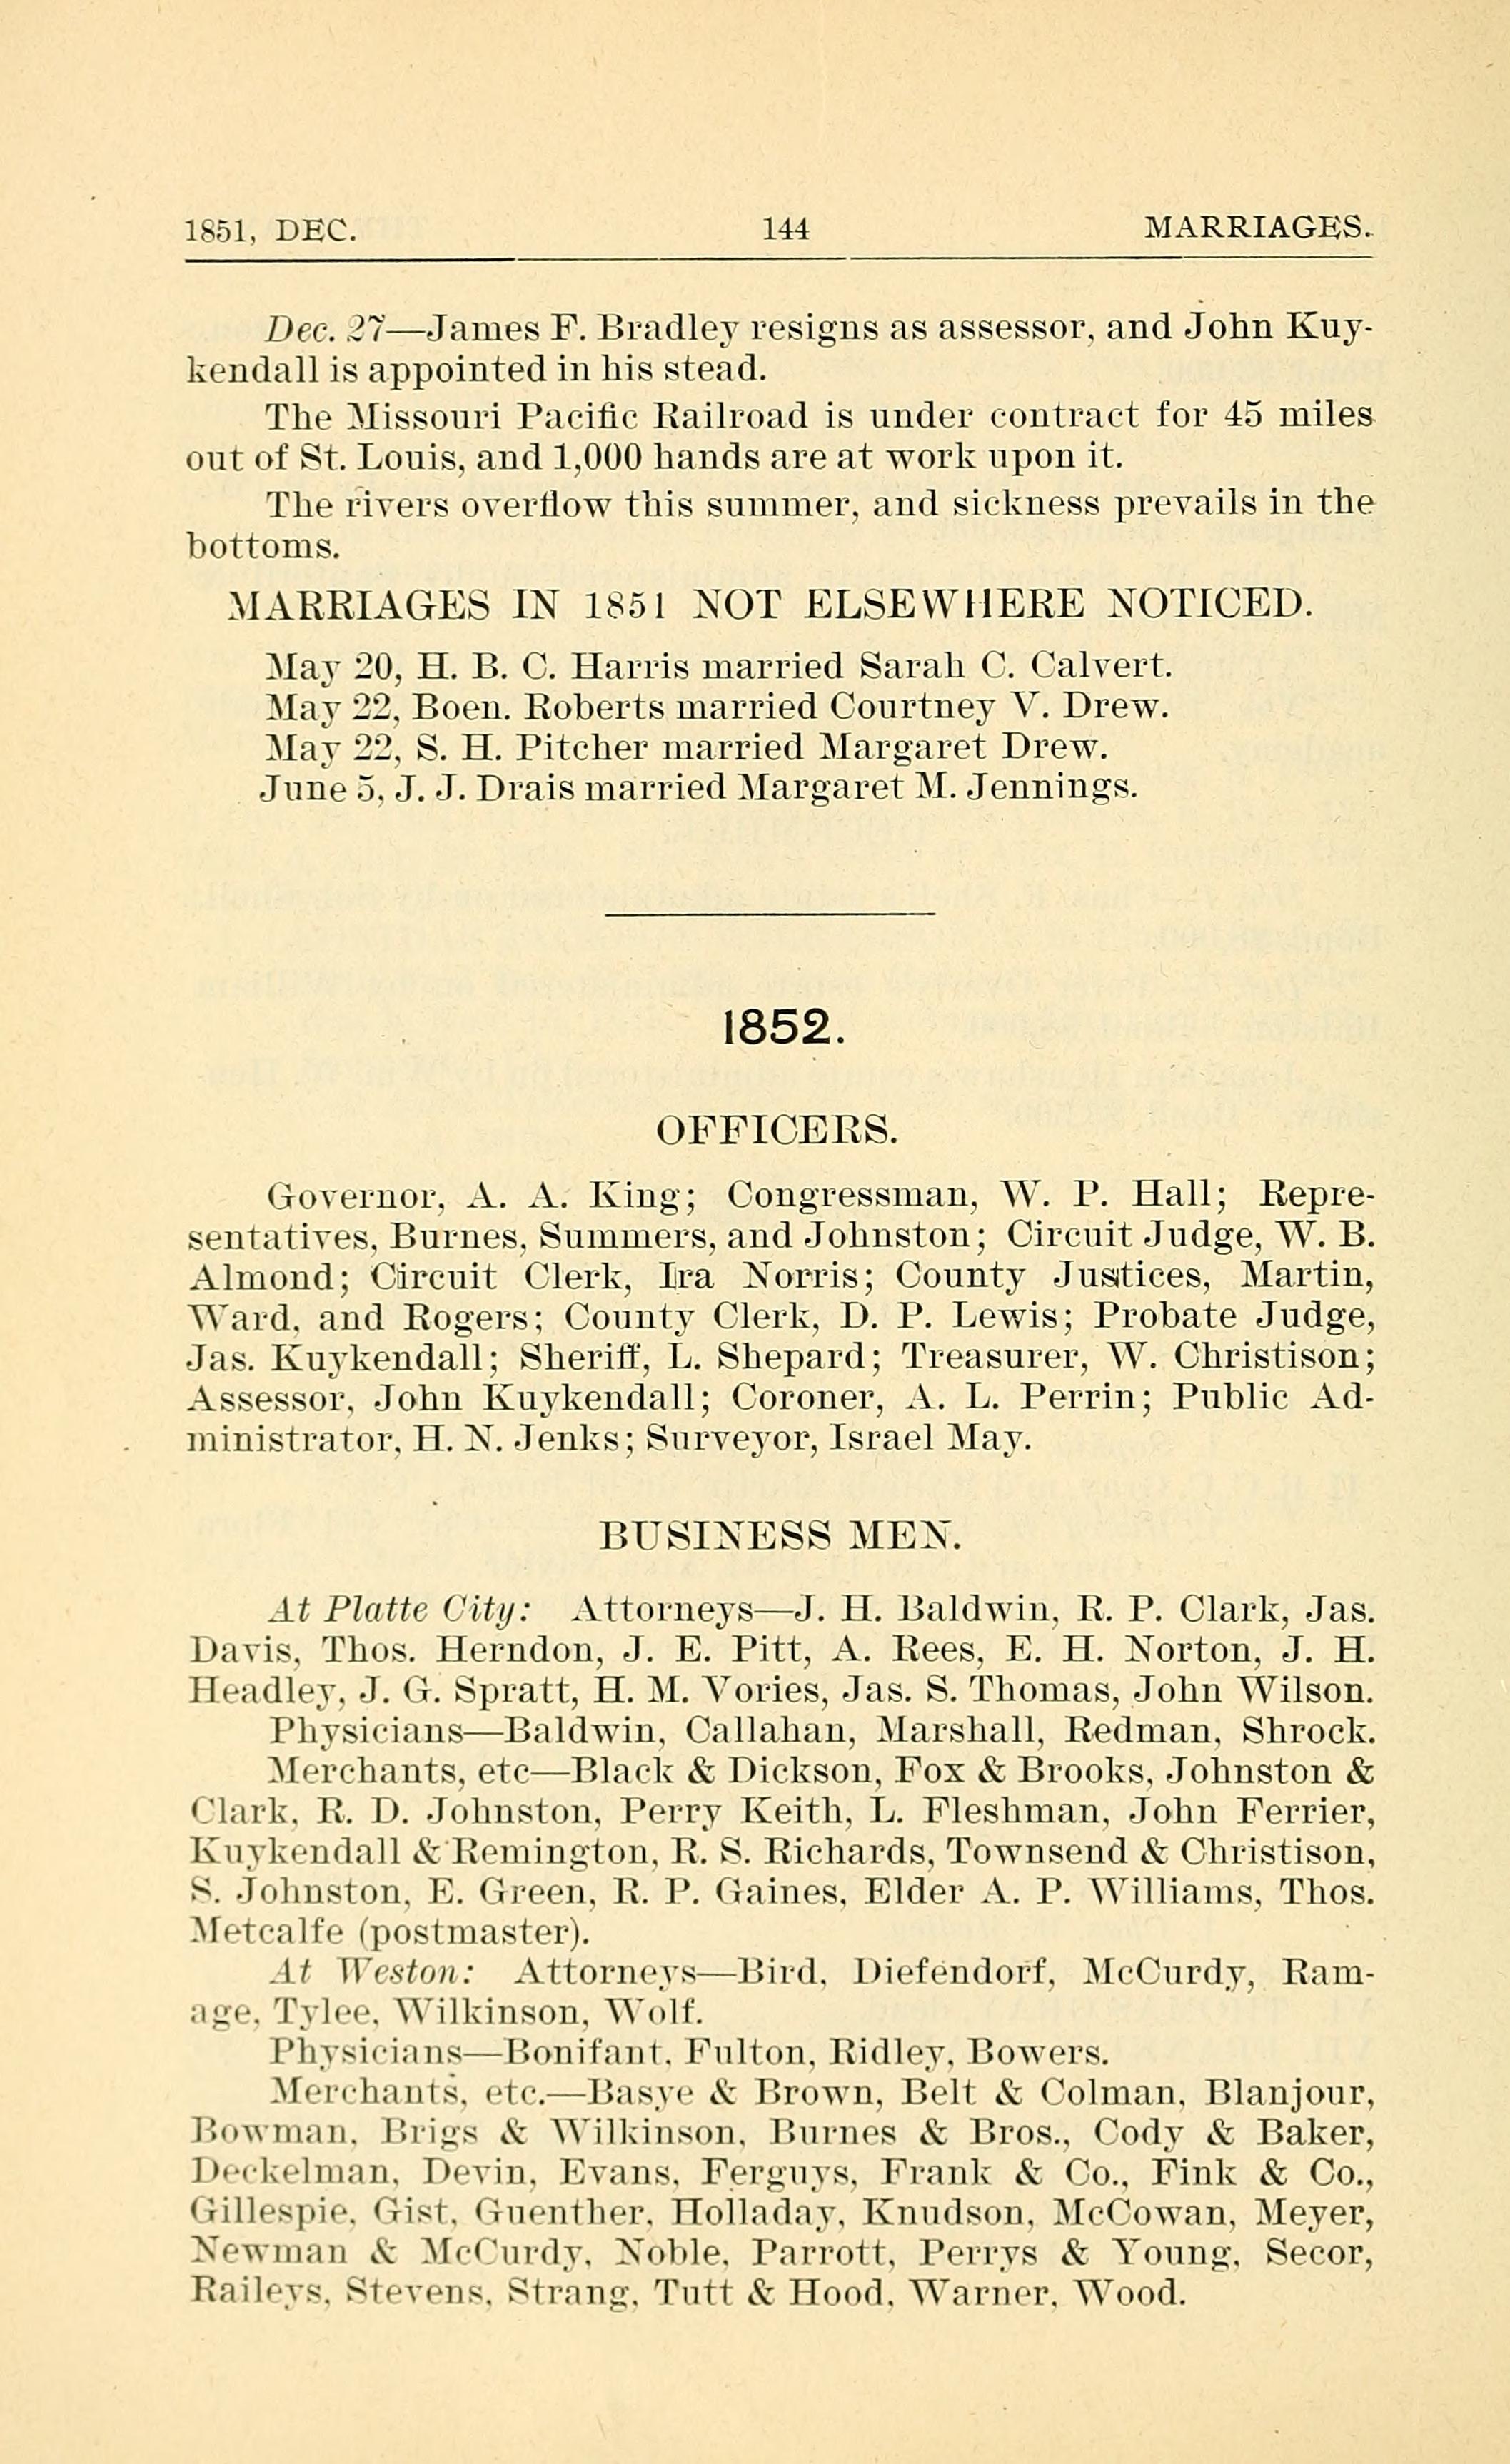 1851, DEC. 144 MARRIAGES.
Dec. 27—James F. Bradley resigns as assessor, and John Kuy-
kendall is appointed in his stead.
The Missouri Pacific Railroad is under contract for 45 miles
out of St. Louis, and 1,000 hands are at work upon it.
The rivers overflow this summer, and sickness prevails in the
bottoms.
MARRIAGES IN 1851 NOT ELSEWHERE NOTICED.
May 20, H. B. C. Harris married Sarah C. Calvert.
May 22, Boen. Roberts married Courtney V. Drew.
May 22, S. H. Pitcher married Margaret Drew.
June 5, J. J. Drais married Margaret M. Jennings.
1852.
OFFICERS.
Governor, A. A. King; Congressman, W. P. Hall; Repre-
sentatives, Burnes, Summers, and Johnston; Circuit Judge, W. B.
Almond; Circuit Clerk, Ira Norris; County Justices, Martin,
Ward, and Rogers; County Clerk, D. P. Lewis; Probate Judge,
Jas. Kuykendall; Sheriff, L. Shepard; Treasurer, W. Christison;
Assessor, John Kuykendall; Coroner, A. L. Perrin; Public Ad-
ministrator, H. N. Jenks; Surveyor, Israel May.
BUSINESS MEN.
At Platte City: Attorneys—J. H. Baldwin, R. P. Clark, Jas.
Davis, Thos. Herndon, J. E. Pitt, A. Rees, E. H. Norton, J. H.
Headley, J. G. Spratt, H. M. Vories, Jas. S. Thomas, John Wilson.
Physicians—Baldwin, Callahan, Marshall, Redman, Shrock.
Merchants, etc—Black & Dickson, Fox & Brooks, Johnston &
Clark, R. D. Johnston, Perry Keith, L. Fleshman, John Ferrier,
Kuykendall & Remington, R. S. Richards, Townsend & Christison,
S. Johnston, E. Green, R. P. Gaines, Elder A. P. Williams, Thos.
Metcalfe (postmaster).
At Weston: Attorneys—Bird, Diefendorf, McCurdy, Ram-
age, Tylee, Wilkinson, Wolf.
Physicians—Bonifant, Fulton, Ridley, Bowers.
Merchants, etc.—Basye & Brown, Belt & Colman, Blanjour,
Bowman, Brigs & Wilkinson, Burnes & Bros., Cody & Baker,
Deckelman, Devin, Evans, Ferguys, Frank & Co., Fink & Co.,
Gillespie, Gist, Guenther, Holladay, Knudson, McCowan, Meyer,
Newman & McCurdy, Noble, Parrott, Perrys & Young, Secor,
Raileys, Stevens, Strang, Tutt & Hood, Warner, Wood.